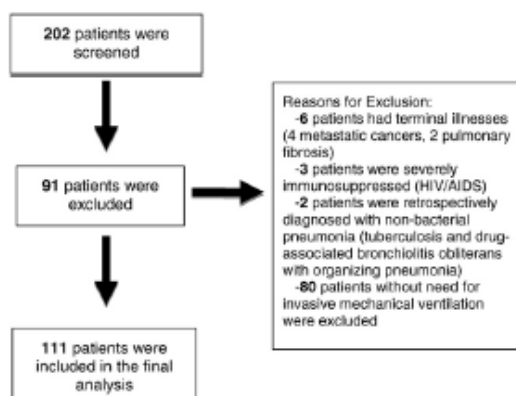 202 patients were
screened
91 patients were
excluded
Reasons for Exclusion:
-6 patients had terminal illnesses
(4 metastatic cancers, 2 pulmonary
fibrosis)
-3 patients were severely
immunosuppressed (HIV/AIDS)
-2 patients were retrospectively
diagnosed with non-bacterial
pneumonia (tuberculosis and drug-
associated bronchiolitis obliterans
with organizing pneumonia)
-80 patients without need for
invasive mechanical ventilation
were excluded
111 patients were
included in the final
analysis